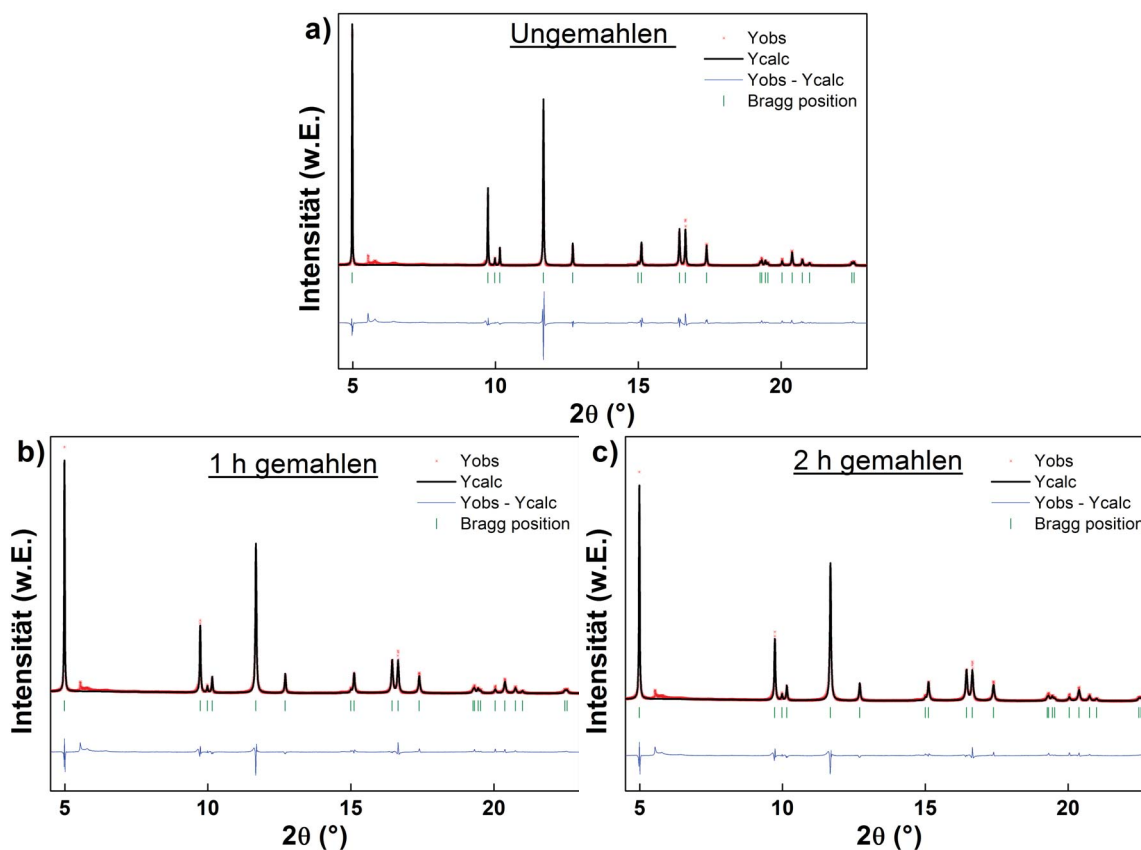 a)
Ungemahlen
Yobs
Ycalc
Yobs - Ycalc
Bragg position
Intensität (w.E.)
5 10 15 20
2θ (°)
b)
1 h gemahlen
Yobs
Ycalc
Yobs - Ycalc
Bragg position
Intensität (w.E.)
5 10 15 20
2θ (°)
c)
2 h gemahlen
Yobs
Ycalc
Yobs - Ycalc
Bragg position
Intensität (w.E.)
5 10 15 20
2θ (°)